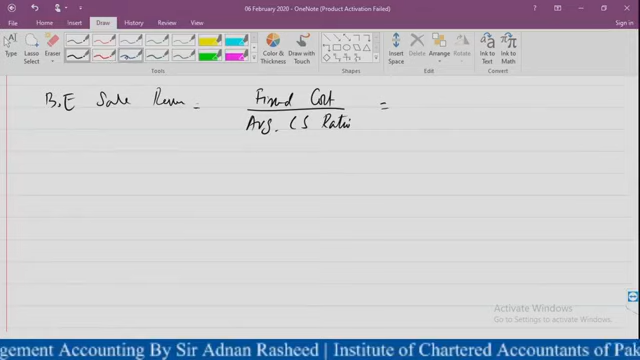 06 February 2020 - OneNote [Product Activation Failed]
File Home Insert Draw History Review View
Type Lasso Select Eraser Color & Thickness Draw with Touch Shapes Insert Space Delete Arrange Rotate Ink to Text Ink to Math
Tools Shapes Edit Convert
B.E Sale Reven = Fixed Cost =
Avg. CS Ratio
Activate Windows
Go to Settings to activate Windows.
gement Accounting By Sir Adnan Rasheed | Institute of Chartered Accountants of Pak